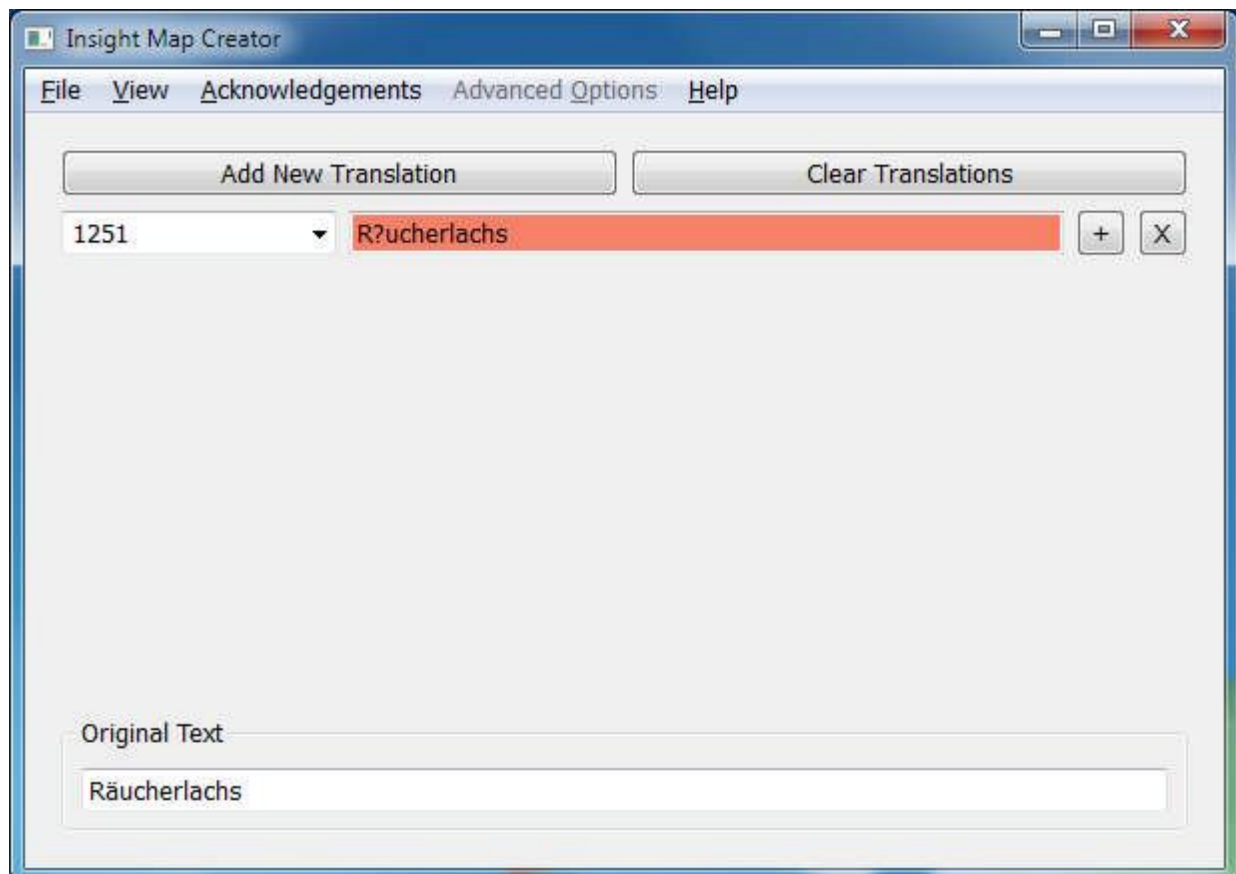 Insight Map Creator
File View Acknowledgements Advanced Options Help
Add New Translation Clear Translations
1251 R?ucherlachs + X
Original Text
Räucherlachs